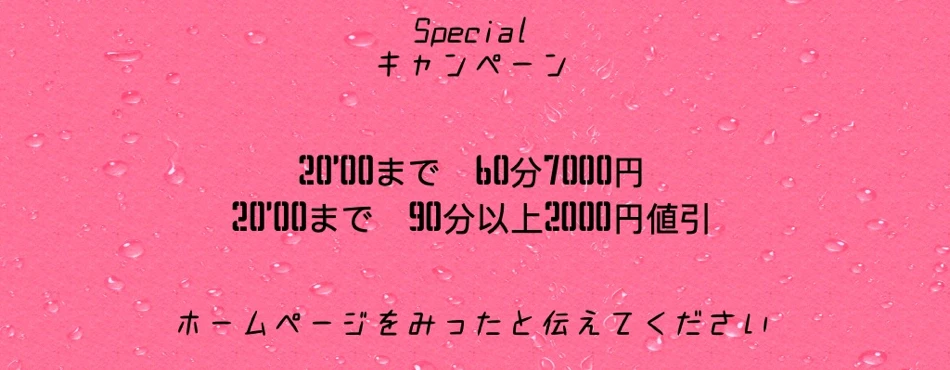 Special
キャンペーン
20'00まで　60分7000円
20'00まで　90分以上2000円値引
ホームページをみったと伝えてください